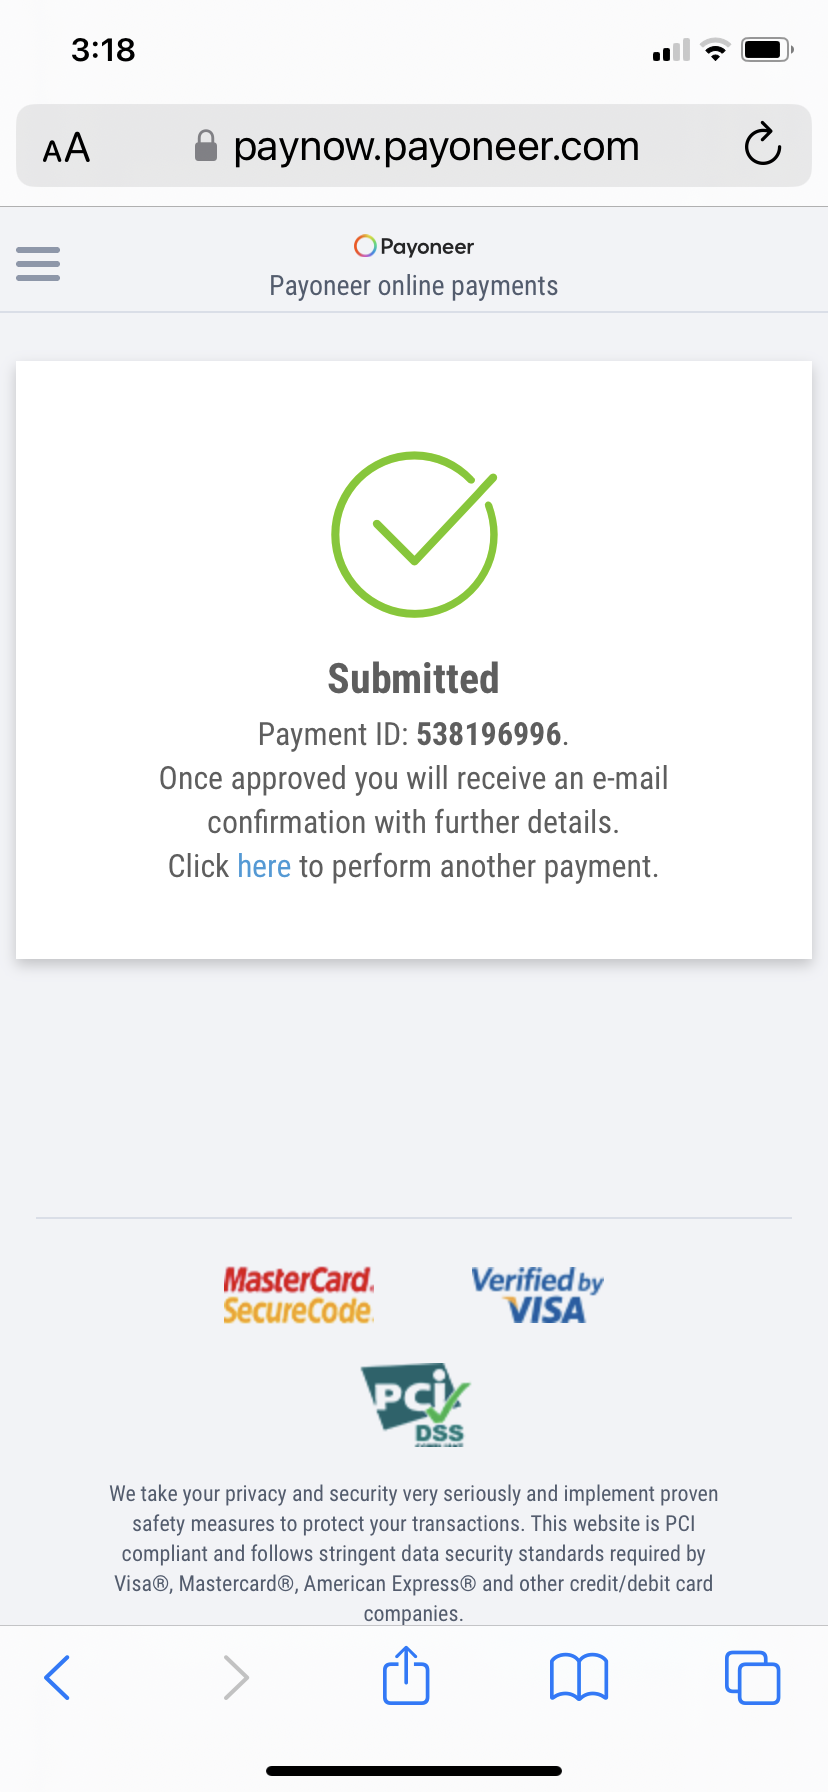 3:18
AA paynow.payoneer.com
Payoneer
Payoneer online payments
Submitted
Payment ID: 538196996.
Once approved you will receive an e-mail
confirmation with further details.
Click here to perform another payment.
MasterCard. Verified by
SecureCode. VISA
PCI
DSS
COMPLIANT
We take your privacy and security very seriously and implement proven
safety measures to protect your transactions. This website is PCI
compliant and follows stringent data security standards required by
Visa®, Mastercard®, American Express® and other credit/debit card
companies.